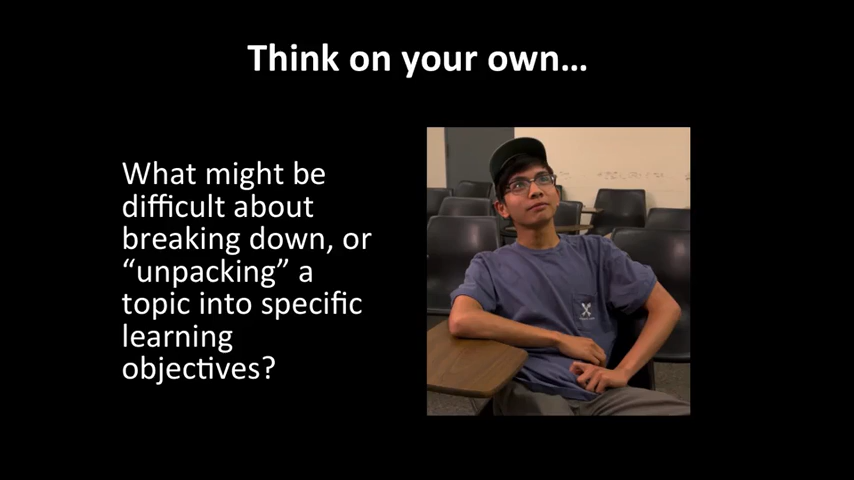 Think on your own…
What might be
difficult about
breaking down, or
“unpacking” a
topic into specific
learning
objectives?